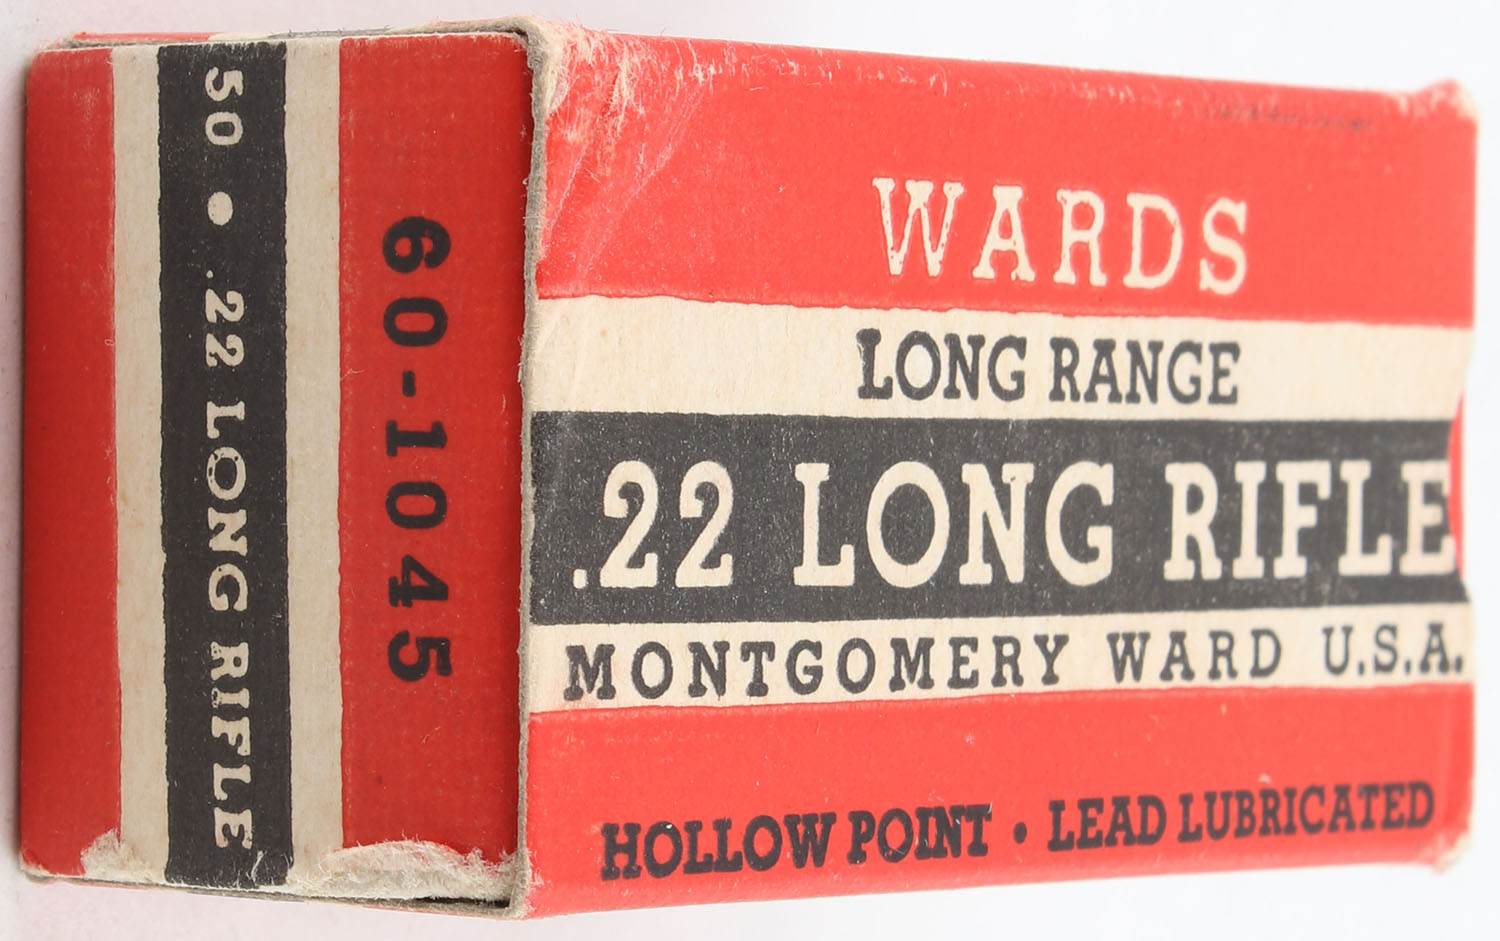 WARDS
LONG RANGE
.22 LONG RIFLE
MONTGOMERY WARD U.S.A.
HOLLOW POINT • LEAD LUBRICATED
60-1045
50 • .22 LONG RIFLE